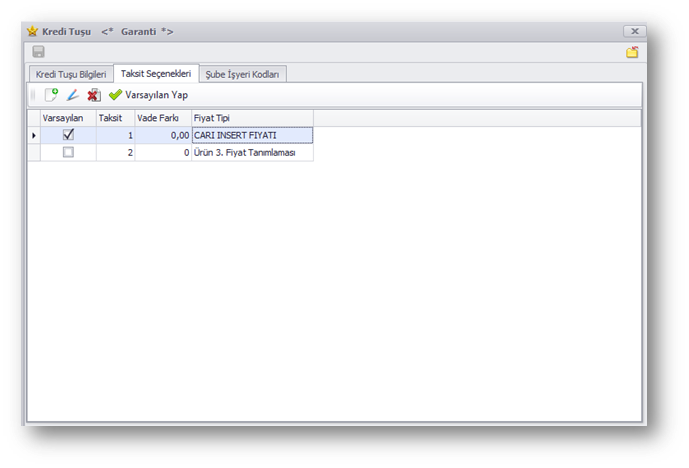 Kredi Tuşu <* Garanti *>
Kredi Tuşu Bilgileri Taksit Seçenekleri Şube İşyeri Kodları
Varsayılan Yap
Varsayılan Taksit Vade Farkı Fiyat Tipi
1 0,00 CARI INSERT FIYATI
2 0 Ürün 3. Fiyat Tanımlaması